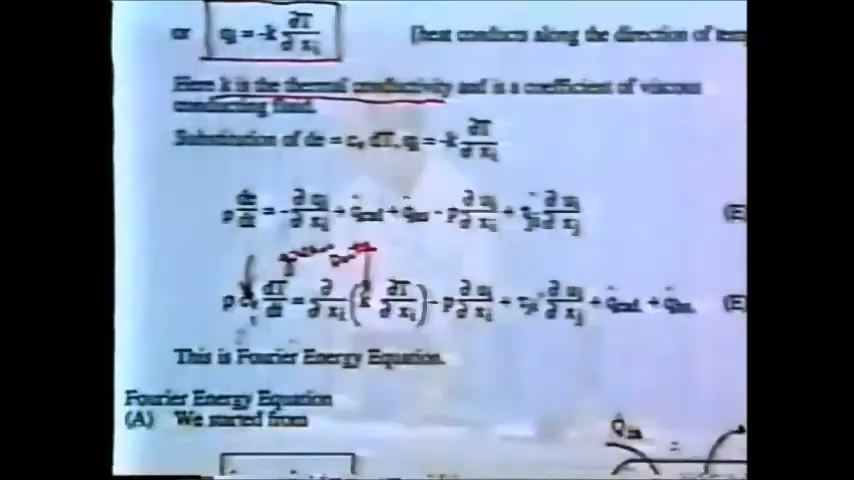 or q_i = -k ∂T/∂x_i [heat conducts along the direction of tem
Here k is the thermal conductivity and is a coefficient of viscous
conducting fluid.
Substitution of de = c_v dT, q_i = -k ∂T/∂x_i
ρ de/dt = -∂q_i/∂x_i + q̇_rad + q̇_int - p ∂u_i/∂x_i + τ_ji ∂u_i/∂x_j (E
ρ c_v dT/dt = ∂/∂x_i (k ∂T/∂x_i) - p ∂u_i/∂x_i + τ_ji ∂u_i/∂x_j + q̇_rad + q̇_int (E
This is Fourier Energy Equation.
Fourier Energy Equation
(A) We started from